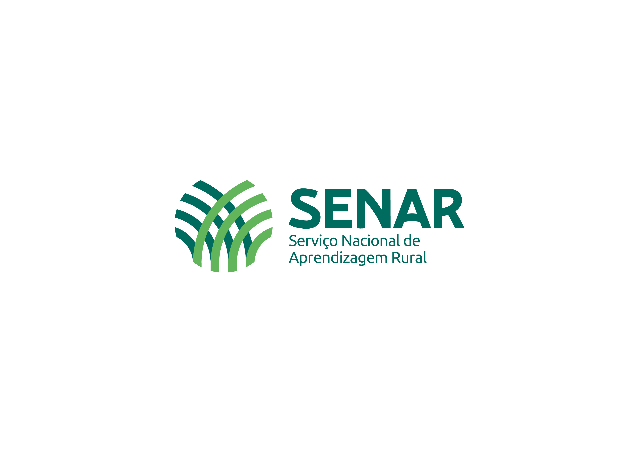 SENAR
Serviço Nacional de
Aprendizagem Rural